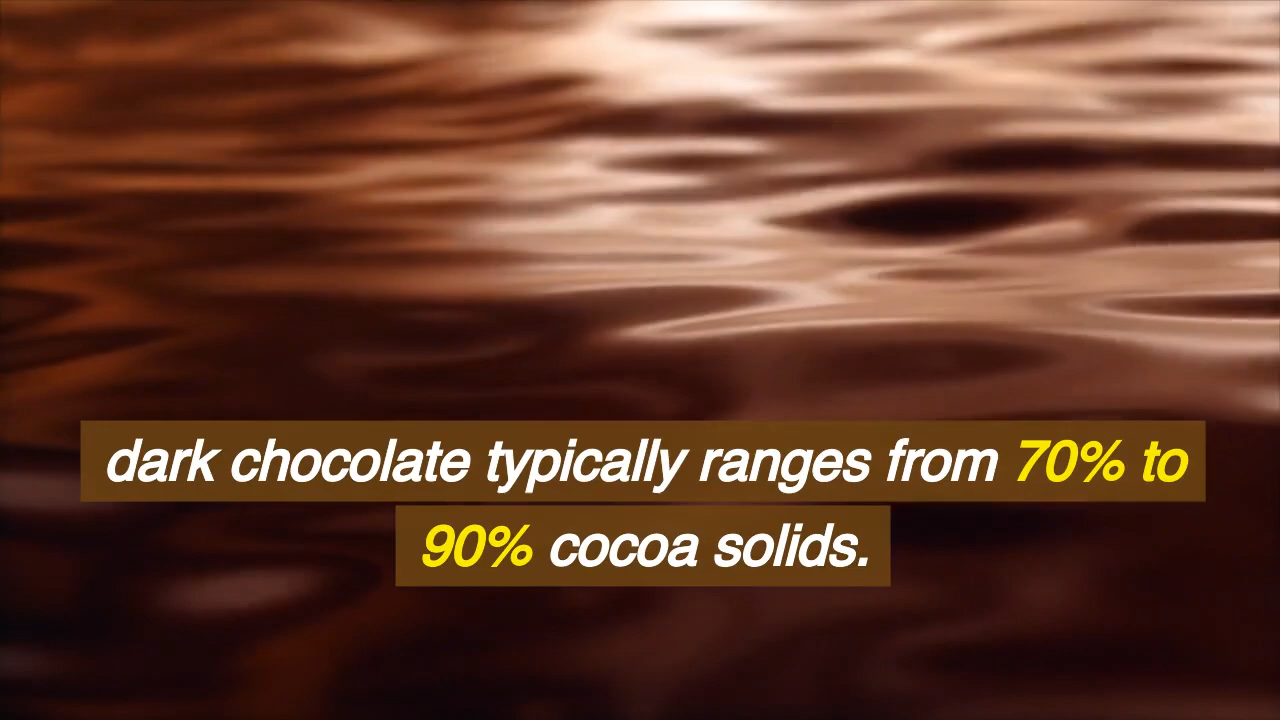 dark chocolate typically ranges from 70% to
90% cocoa solids.